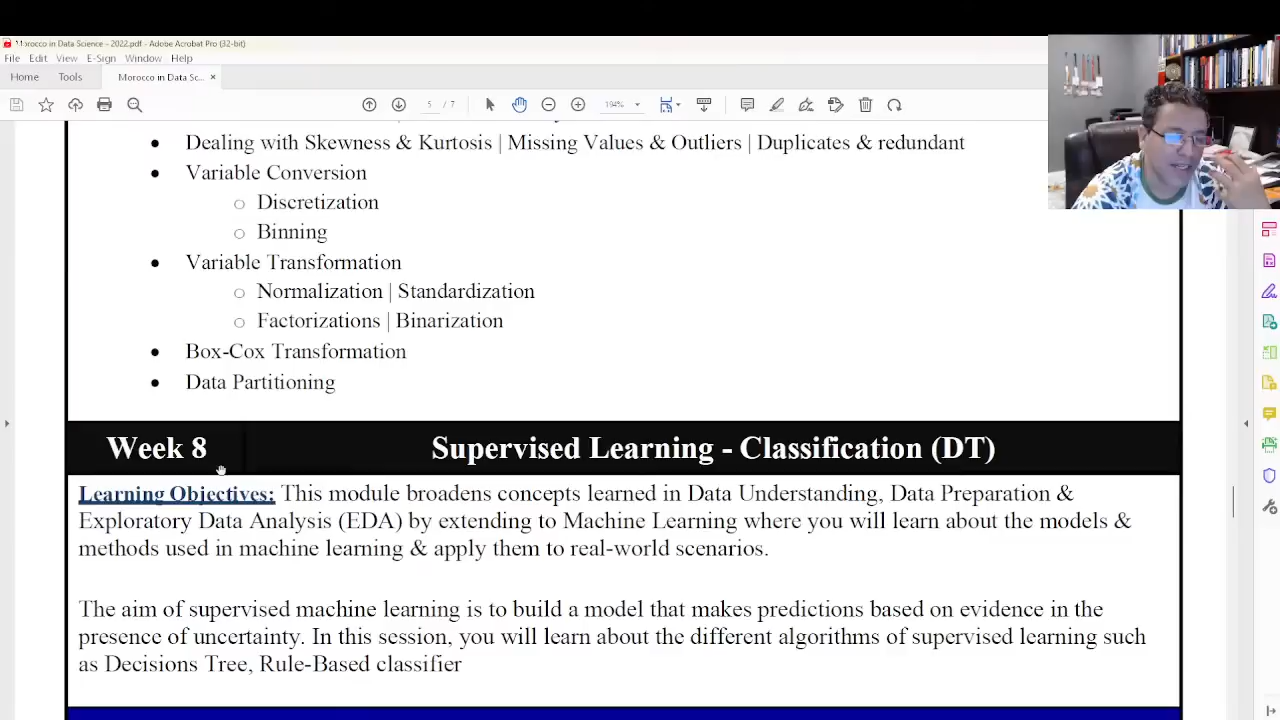 Morocco in Data Science - 2022.pdf - Adobe Acrobat Pro (32-bit)
File Edit View E-Sign Window Help
Home Tools Morocco in Data Sc... ×
5 / 7 194%
• Dealing with Skewness & Kurtosis | Missing Values & Outliers | Duplicates & redundant
• Variable Conversion
○ Discretization
○ Binning
• Variable Transformation
○ Normalization | Standardization
○ Factorizations | Binarization
• Box-Cox Transformation
• Data Partitioning
Week 8 Supervised Learning - Classification (DT)
Learning Objectives: This module broadens concepts learned in Data Understanding, Data Preparation &
Exploratory Data Analysis (EDA) by extending to Machine Learning where you will learn about the models &
methods used in machine learning & apply them to real-world scenarios.
The aim of supervised machine learning is to build a model that makes predictions based on evidence in the
presence of uncertainty. In this session, you will learn about the different algorithms of supervised learning such
as Decisions Tree, Rule-Based classifier